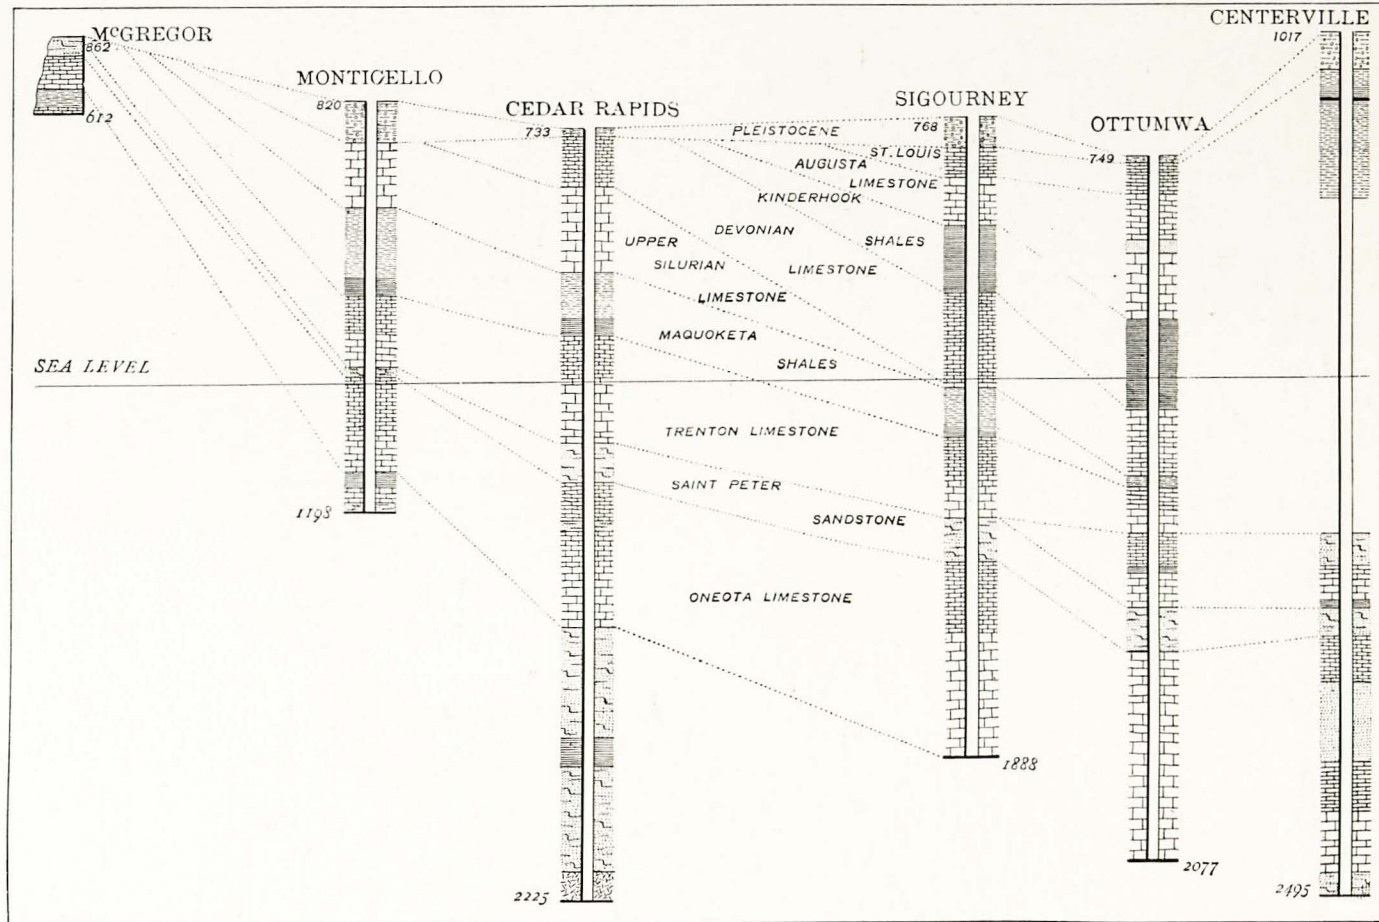 McGREGOR
862
612
MONTICELLO
820
1198
CEDAR RAPIDS
733
2225
SIGOURNEY
768
1888
OTTUMWA
749
2077
CENTERVILLE
1017
2495
PLEISTOCENE
ST. LOUIS
AUGUSTA
LIMESTONE
KINDERHOOK
DEVONIAN
SHALES
UPPER
SILURIAN
LIMESTONE
LIMESTONE
MAQUOKETA
SHALES
SEA LEVEL
TRENTON LIMESTONE
SAINT PETER
SANDSTONE
ONEOTA LIMESTONE